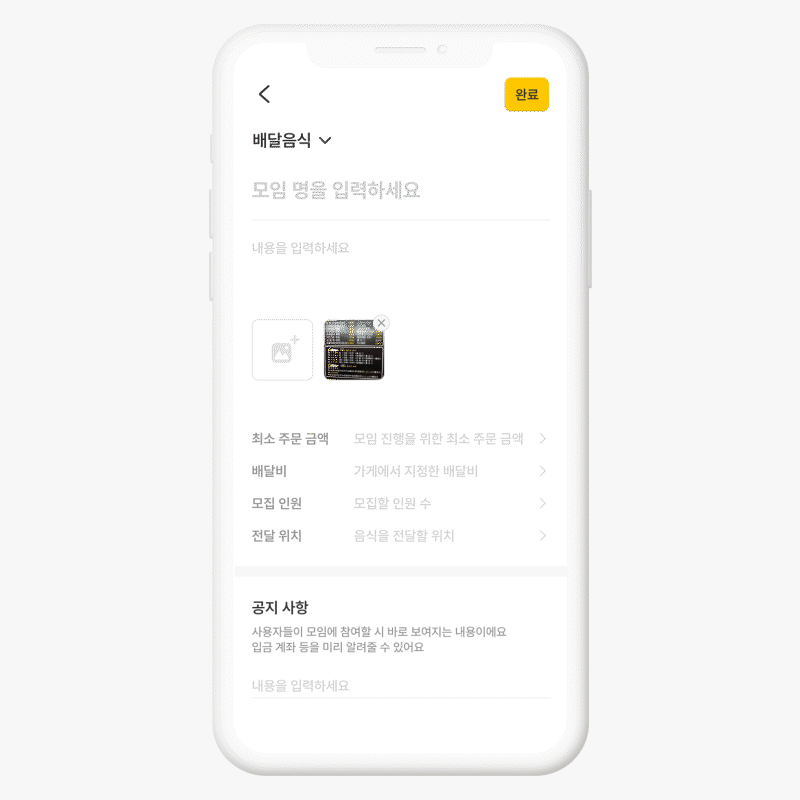 완료
배달음식
모임 명을 입력하세요
내용을 입력하세요
최소 주문 금액 모임 진행을 위한 최소 주문 금액
배달비 가게에서 지정한 배달비
모집 인원 모집할 인원 수
전달 위치 음식을 전달할 위치
공지 사항
사용자들이 모임에 참여할 시 바로 보여지는 내용이에요
입금 계좌 등을 미리 알려줄 수 있어요
내용을 입력하세요